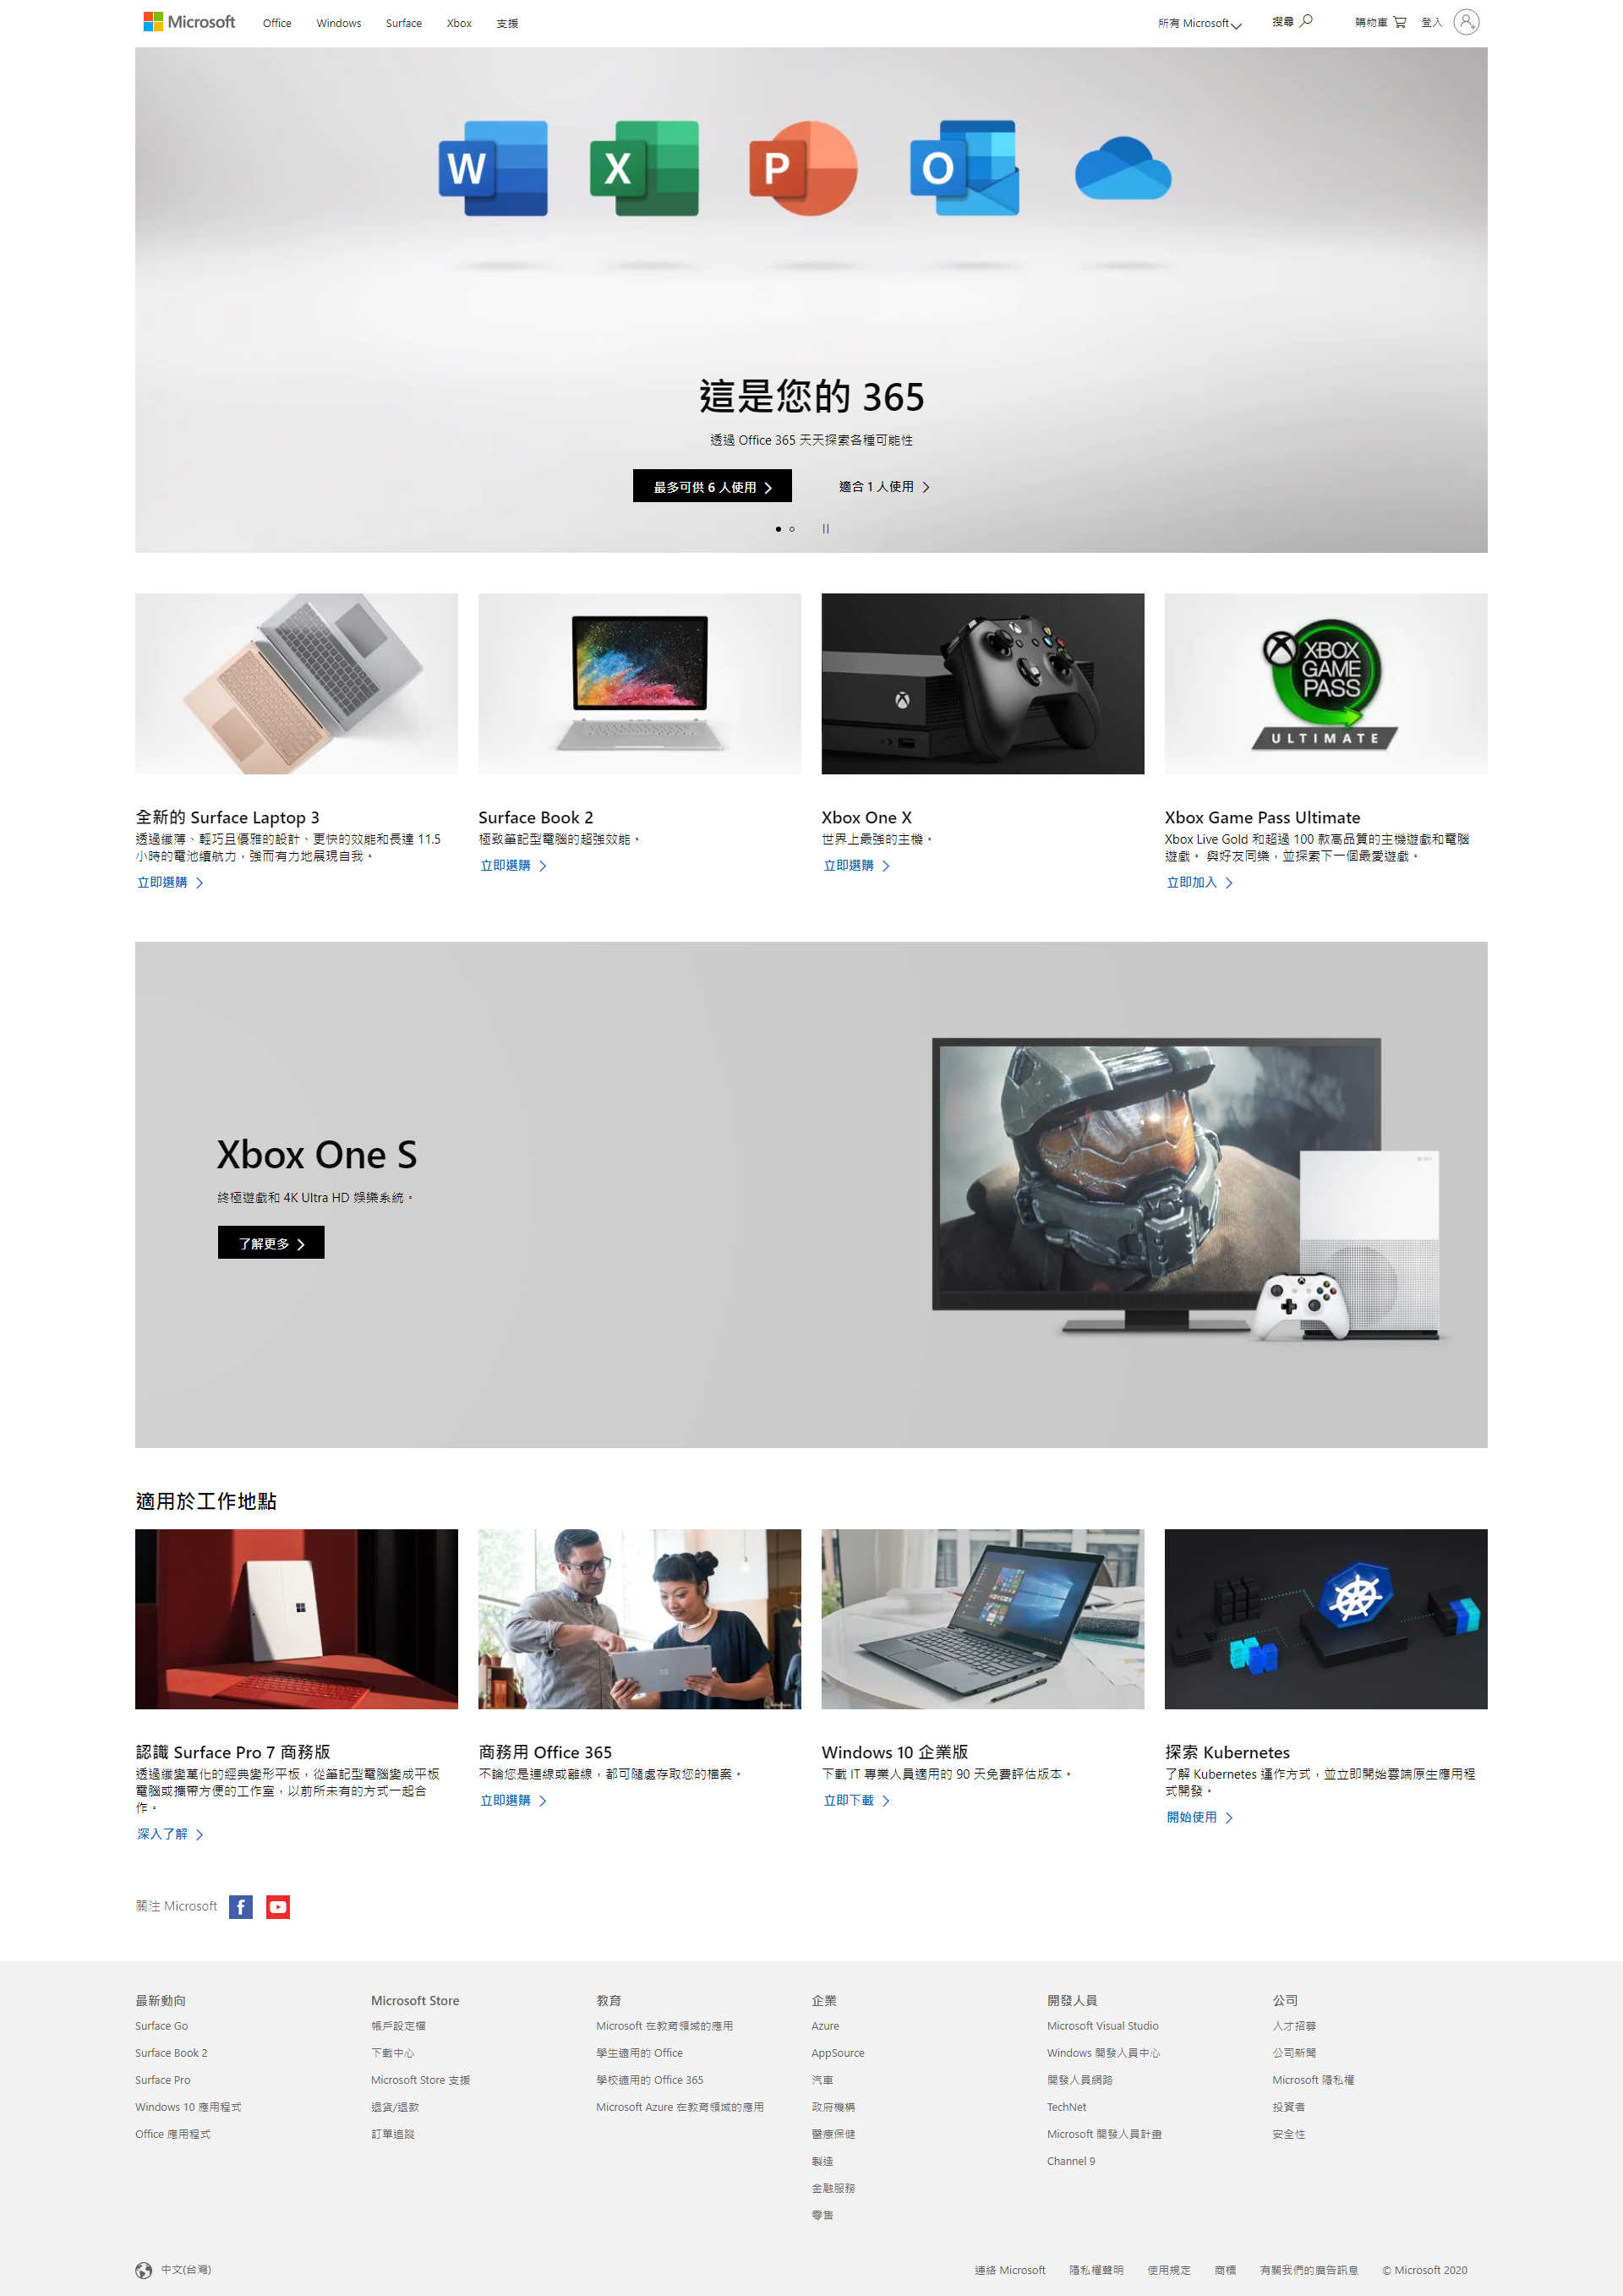 Microsoft
Office
Windows
Surface
Xbox
支援
所有 Microsoft
搜尋
購物車
登入
W
X
P
O
這是您的 365
透過 Office 365 天天探索各種可能性
最多可供 6 人使用
適合 1 人使用
XBOX
GAME
PASS
ULTIMATE
全新的 Surface Laptop 3
透過纖薄、輕巧且優雅的設計、更快的效能和長達 11.5
小時的電池續航力，強而有力地展現自我。
立即選購
Surface Book 2
極致筆記型電腦的超強效能。
立即選購
Xbox One X
世界上最強的主機。
立即選購
Xbox Game Pass Ultimate
Xbox Live Gold 和超過 100 款高品質的主機遊戲和電腦
遊戲。 與好友同樂，並探索下一個最愛遊戲。
立即加入
Xbox One S
終極遊戲和 4K Ultra HD 娛樂系統。
了解更多
適用於工作地點
認識 Surface Pro 7 商務版
透過纖變萬化的經典變形平板，從筆記型電腦變成平板
電腦或攜帶方便的工作室，以前所未有的方式一起合
作。
深入了解
商務用 Office 365
不論您是連線或離線，都可隨處存取您的檔案。
立即選購
Windows 10 企業版
下載 IT 專業人員適用的 90 天免費評估版本。
立即下載
探索 Kubernetes
了解 Kubernetes 運作方式，並立即開始雲端原生應用程
式開發。
開始使用
關注 Microsoft
最新動向
Surface Go
Surface Book 2
Surface Pro
Windows 10 應用程式
Office 應用程式
Microsoft Store
帳戶設定檔
下載中心
Microsoft Store 支援
退貨/退款
訂單追蹤
教育
Microsoft 在教育領域的應用
學生適用的 Office
學校適用的 Office 365
Microsoft Azure 在教育領域的應用
企業
Azure
AppSource
汽車
政府機構
醫療保健
製造
金融服務
零售
開發人員
Microsoft Visual Studio
Windows 開發人員中心
開發人員網路
TechNet
Microsoft 開發人員計畫
Channel 9
公司
人才招募
公司新聞
Microsoft 隱私權
投資者
安全性
中文(台灣)
連絡 Microsoft
隱私權聲明
使用規定
商標
有關我們的廣告訊息
© Microsoft 2020